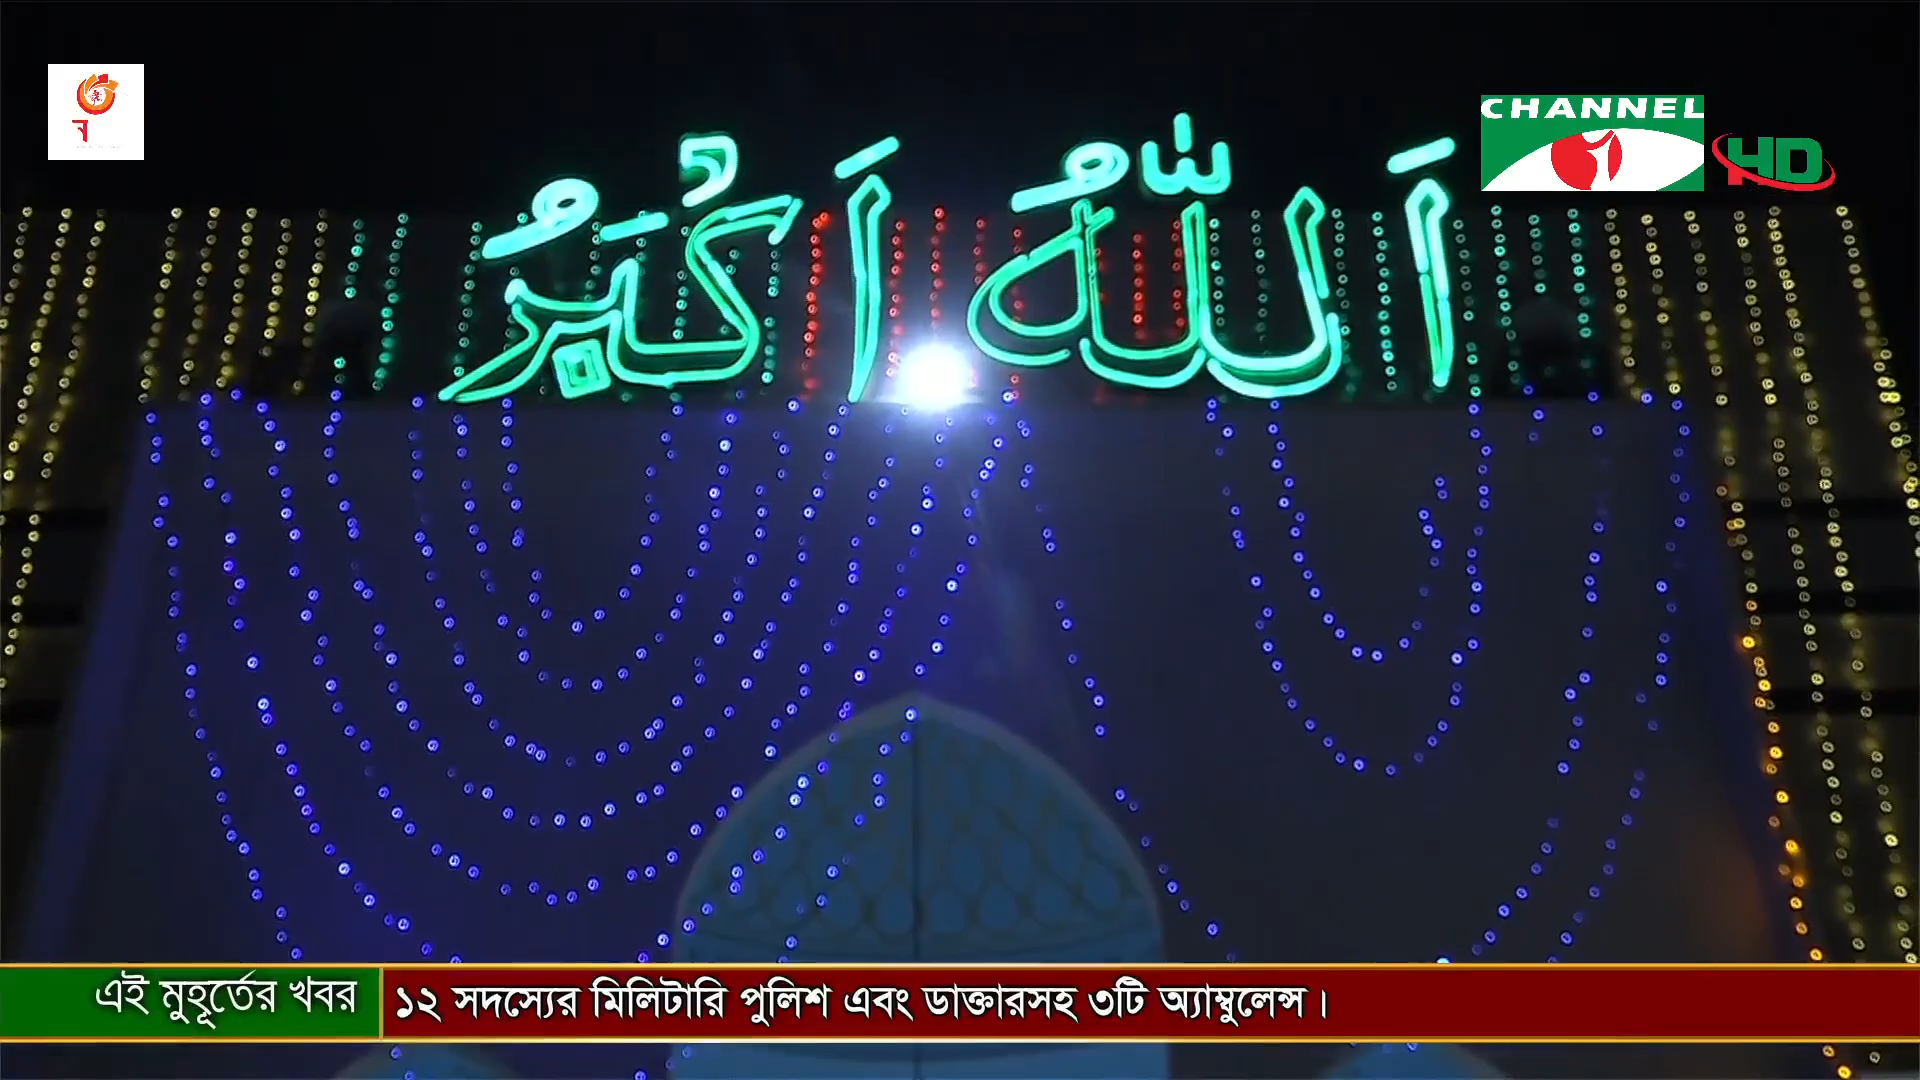 ন
CHANNEL
i HD
اَللّٰهُ اَكْبَرُ
এই মুহূর্তের খবর
১২ সদস্যের মিলিটারি পুলিশ এবং ডাক্তারসহ ৩টি অ্যাম্বুলেন্স।